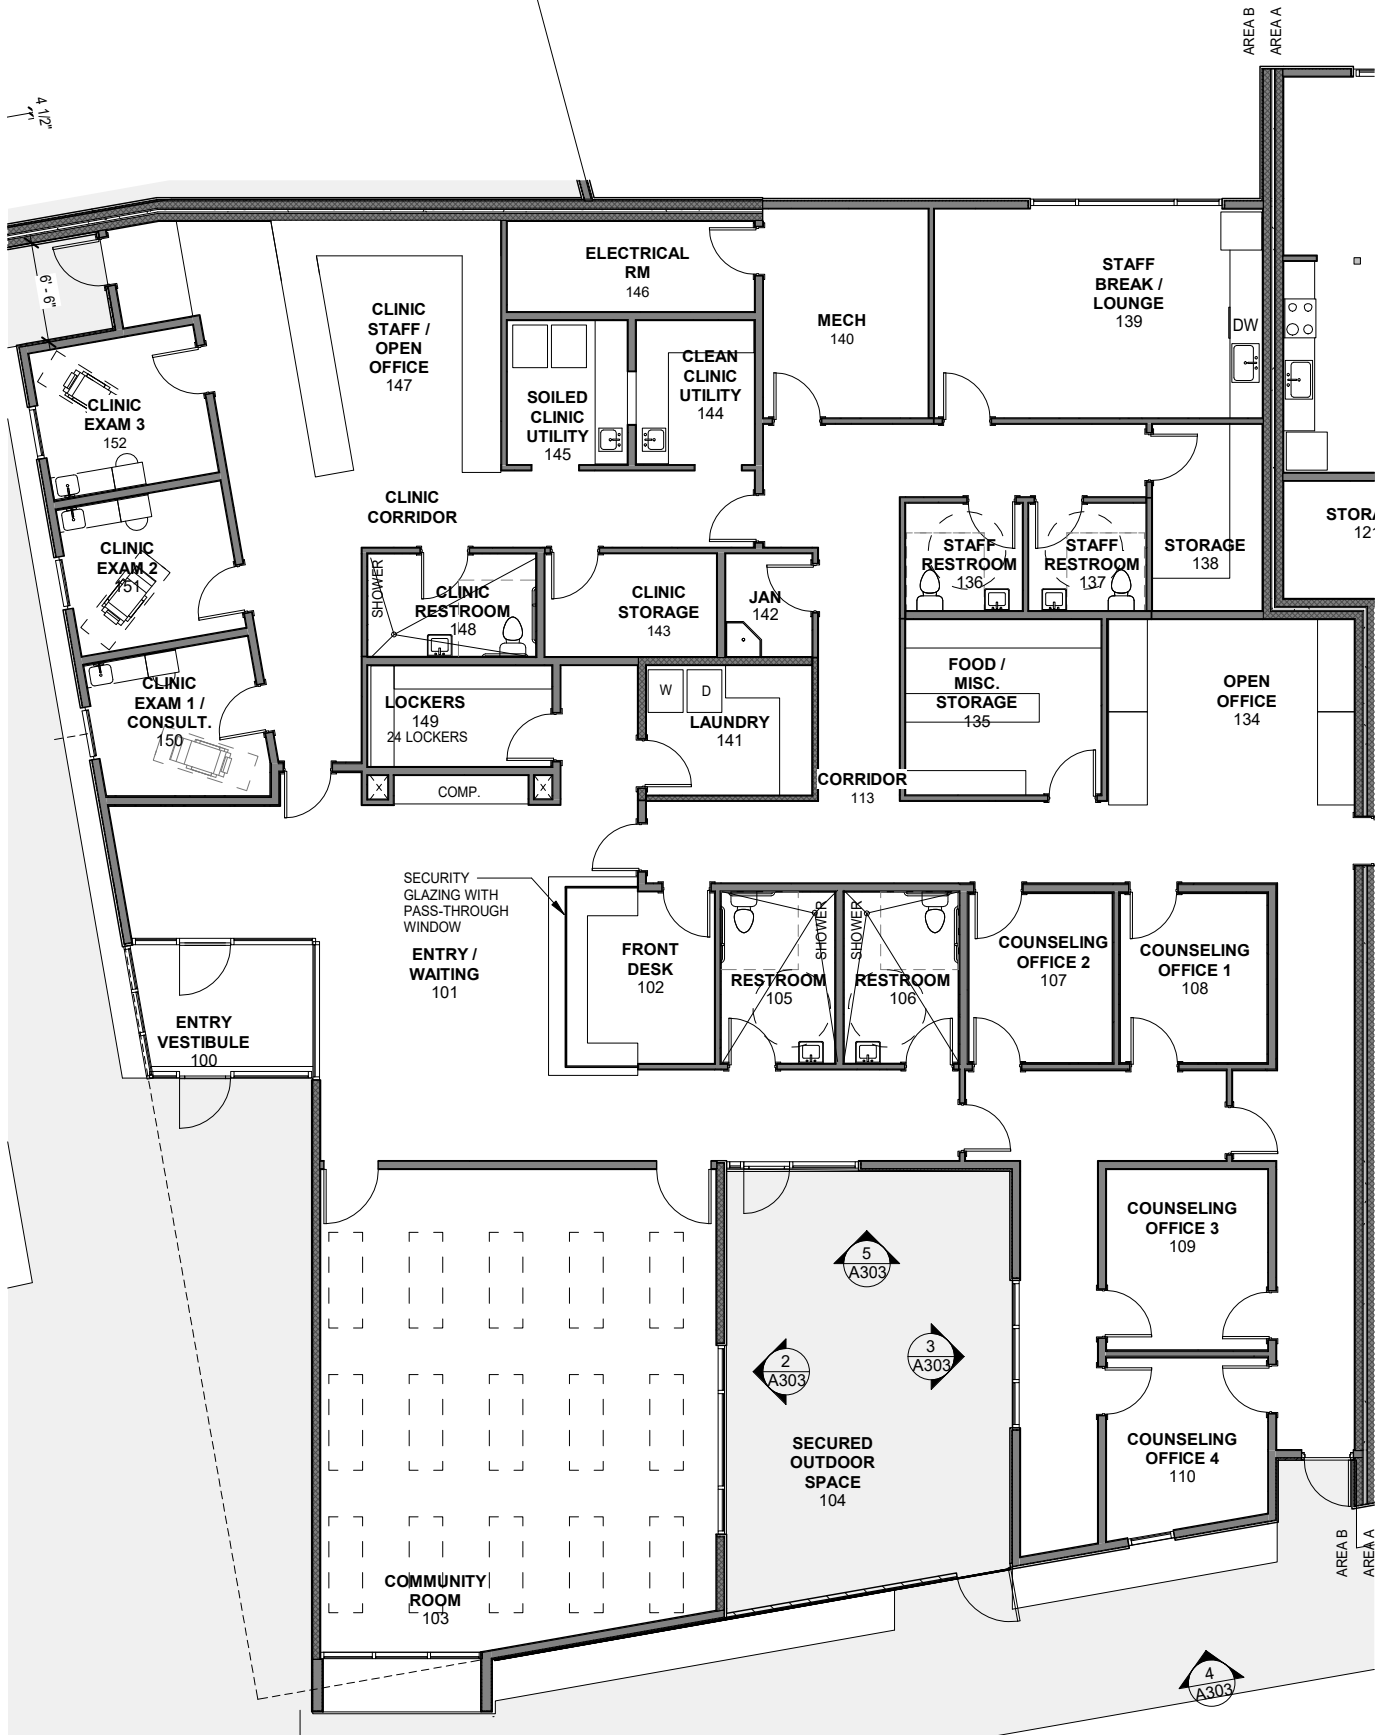 AREA B
AREA A
4 1/2"
6' - 6"
ELECTRICAL
RM
146
CLINIC
STAFF /
OPEN
OFFICE
147
MECH
140
STAFF
BREAK /
LOUNGE
139
DW
CLEAN
CLINIC
UTILITY
144
SOILED
CLINIC
UTILITY
145
CLINIC
EXAM 3
152
CLINIC
CORRIDOR
CLINIC
EXAM 2
151
SHOWER
CLINIC
RESTROOM
148
CLINIC
STORAGE
143
JAN
142
STAFF
RESTROOM
136
STAFF
RESTROOM
137
STORAGE
138
STORA
121
CLINIC
EXAM 1 /
CONSULT.
150
LOCKERS
149
24 LOCKERS
W
D
LAUNDRY
141
FOOD /
MISC.
STORAGE
135
OPEN
OFFICE
134
X
COMP.
X
CORRIDOR
113
SECURITY
GLAZING WITH
PASS-THROUGH
WINDOW
ENTRY /
WAITING
101
FRONT
DESK
102
SHOWER
RESTROOM
105
SHOWER
RESTROOM
106
COUNSELING
OFFICE 2
107
COUNSELING
OFFICE 1
108
ENTRY
VESTIBULE
100
COUNSELING
OFFICE 3
109
5
A303
2
A303
3
A303
SECURED
OUTDOOR
SPACE
104
COUNSELING
OFFICE 4
110
COMMUNITY
ROOM
103
AREA B
AREA A
4
A303